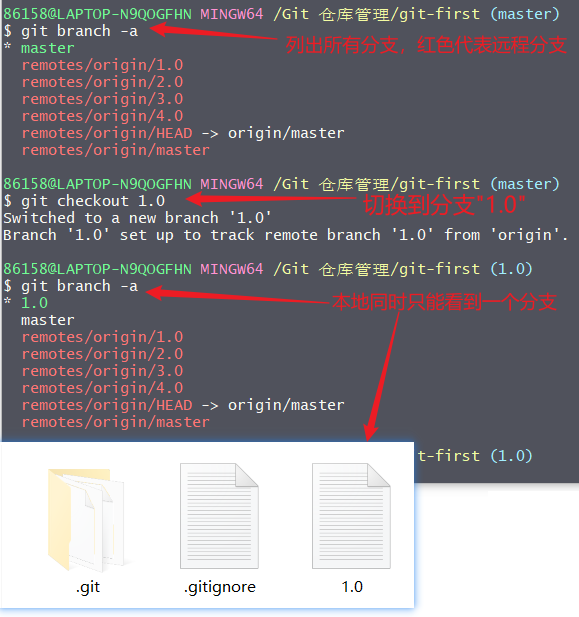 86158@LAPTOP-N9QOGFHN MINGW64 /Git 仓库管理/git-first (master)
$ git branch -a
列出所有分支，红色代表远程分支
* master
remotes/origin/1.0
remotes/origin/2.0
remotes/origin/3.0
remotes/origin/4.0
remotes/origin/HEAD -> origin/master
remotes/origin/master
86158@LAPTOP-N9QOGFHN MINGW64 /Git 仓库管理/git-first (master)
$ git checkout 1.0
切换到分支"1.0"
Switched to a new branch '1.0'
Branch '1.0' set up to track remote branch '1.0' from 'origin'.
86158@LAPTOP-N9QOGFHN MINGW64 /Git 仓库管理/git-first (1.0)
$ git branch -a
* 1.0
本地同时只能看到一个分支
master
remotes/origin/1.0
remotes/origin/2.0
remotes/origin/3.0
remotes/origin/4.0
remotes/origin/HEAD -> origin/master
remotes/origin/master
git-first (1.0)
.git
.gitignore
1.0